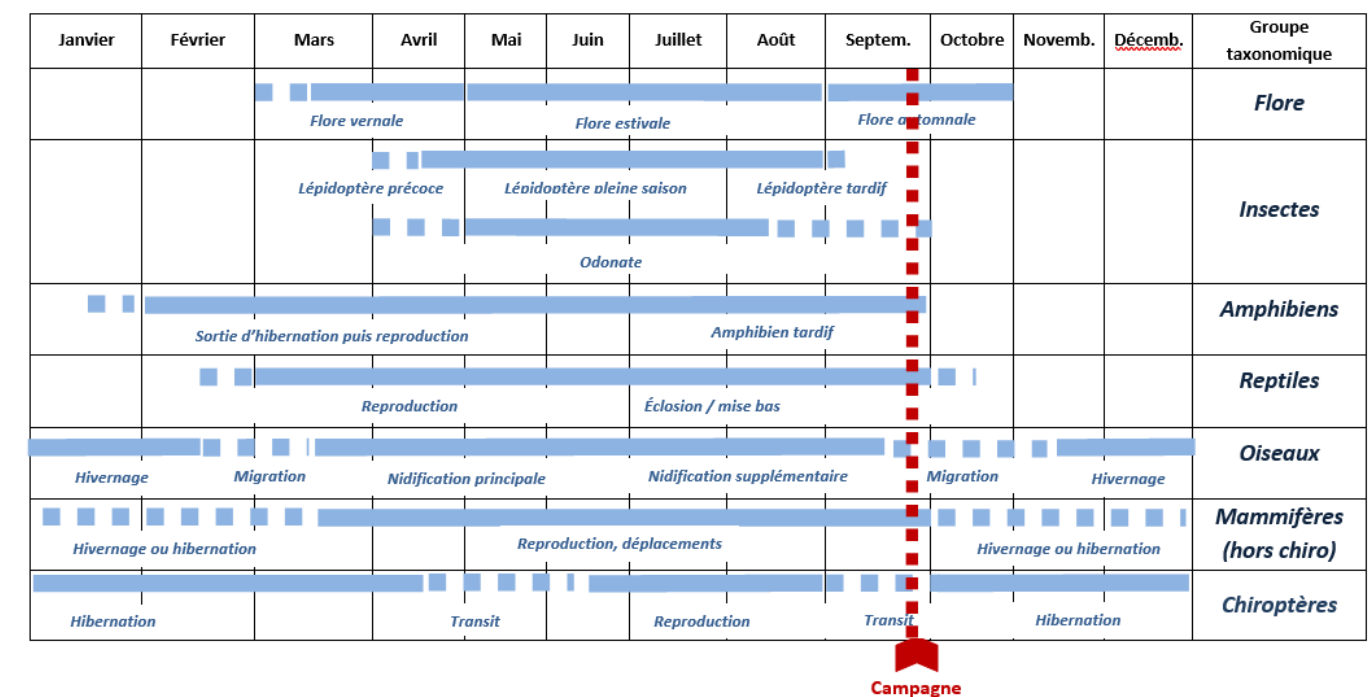 Janvier Février Mars Avril Mai Juin Juillet Août Septem. Octobre Novemb. Décemb. Groupe taxonomique
Flore vernale Flore estivale Flore automnale Flore
Lépidoptère précoce Lépidoptère pleine saison Lépidoptère tardif
Insectes
Odonate
Sortie d’hibernation puis reproduction Amphibien tardif Amphibiens
Reproduction Éclosion / mise bas Reptiles
Hivernage Migration Nidification principale Nidification supplémentaire Migration Hivernage Oiseaux
Hivernage ou hibernation Reproduction, déplacements Hivernage ou hibernation Mammifères (hors chiro)
Hibernation Transit Reproduction Transit Hibernation Chiroptères
Campagne